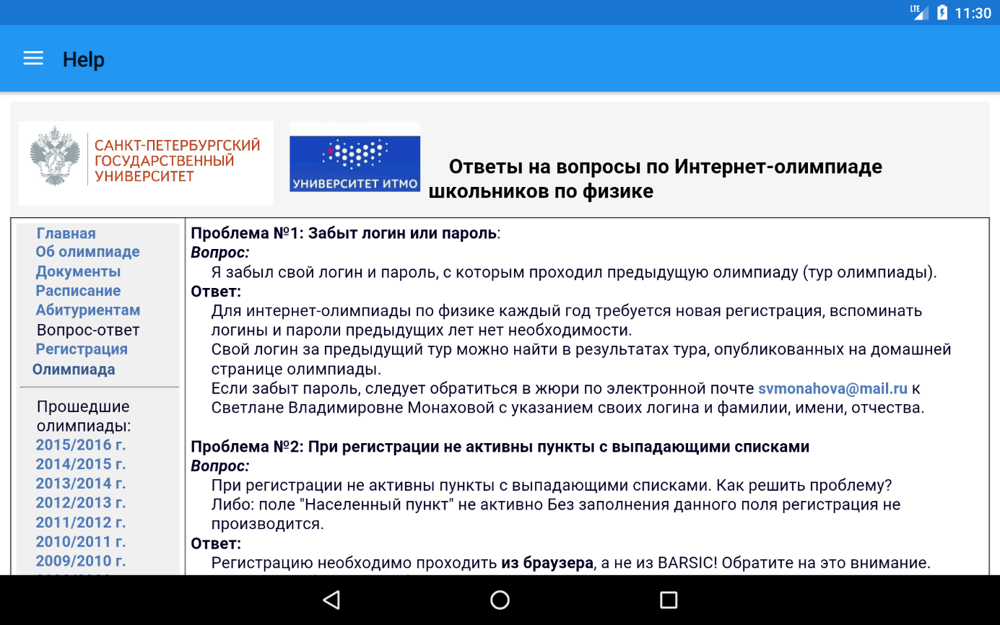 LTE 11:30
Help
САНКТ-ПЕТЕРБУРГСКИЙ
ГОСУДАРСТВЕННЫЙ
УНИВЕРСИТЕТ
УНИВЕРСИТЕТ ИТМО
Ответы на вопросы по Интернет-олимпиаде
школьников по физике
Главная
Об олимпиаде
Документы
Расписание
Абитуриентам
Вопрос-ответ
Регистрация
Олимпиада
Прошедшие
олимпиады:
2015/2016 г.
2014/2015 г.
2013/2014 г.
2012/2013 г.
2011/2012 г.
2010/2011 г.
2009/2010 г.
Проблема №1: Забыт логин или пароль:
Вопрос:
Я забыл свой логин и пароль, с которым проходил предыдущую олимпиаду (тур олимпиады).
Ответ:
Для интернет-олимпиады по физике каждый год требуется новая регистрация, вспоминать
логины и пароли предыдущих лет нет необходимости.
Свой логин за предыдущий тур можно найти в результатах тура, опубликованных на домашней
странице олимпиады.
Если забыт пароль, следует обратиться в жюри по электронной почте svmonahova@mail.ru к
Светлане Владимировне Монаховой с указанием своих логина и фамилии, имени, отчества.
Проблема №2: При регистрации не активны пункты с выпадающими списками
Вопрос:
При регистрации не активны пункты с выпадающими списками. Как решить проблему?
Либо: поле "Населенный пункт" не активно Без заполнения данного поля регистрация не
производится.
Ответ:
Регистрацию необходимо проходить из браузера, а не из BARSIC! Обратите на это внимание.